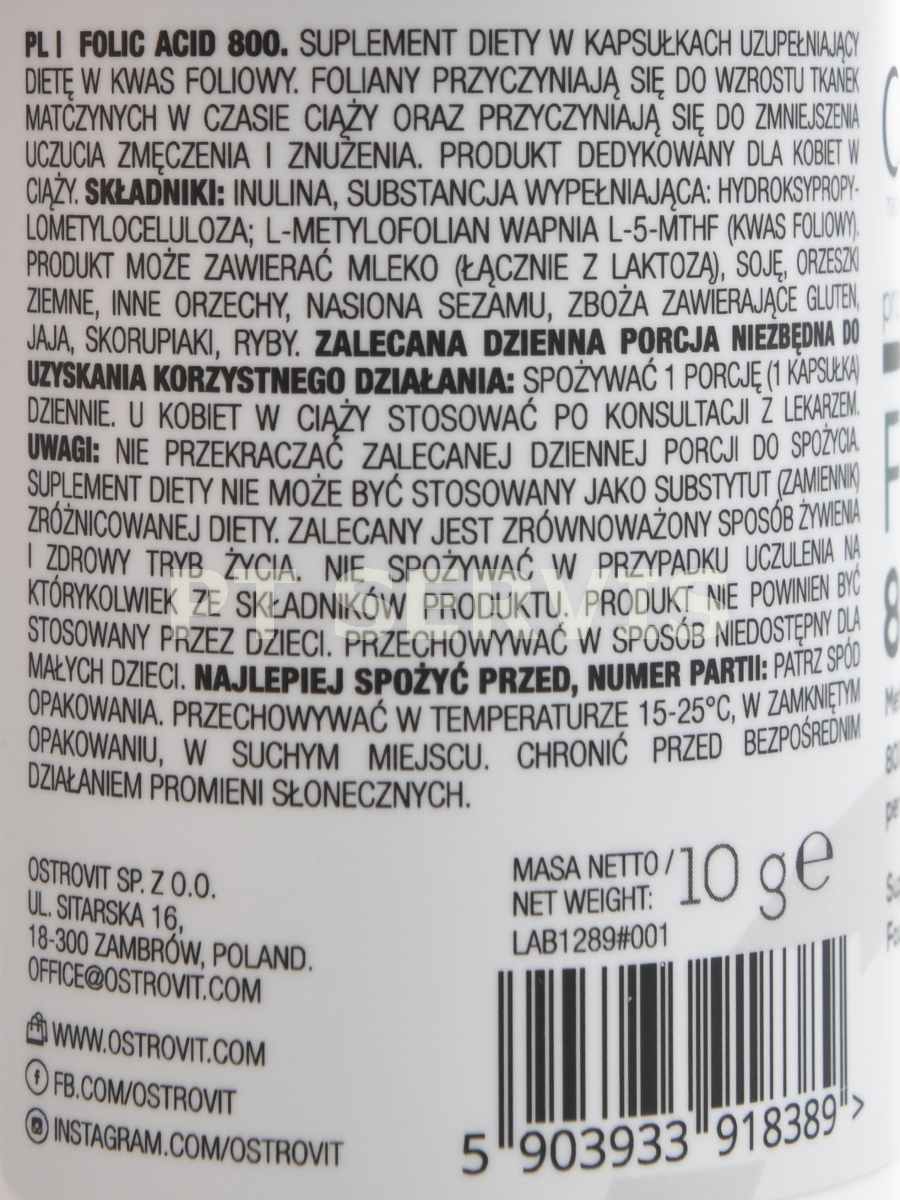 PL | FOLIC ACID 800. SUPLEMENT DIETY W KAPSUŁKACH UZUPEŁNIAJĄCY
DIETĘ W KWAS FOLIOWY. FOLIANY PRZYCZYNIAJĄ SIĘ DO WZROSTU TKANEK
MATCZYNYCH W CZASIE CIĄŻY ORAZ PRZYCZYNIAJĄ SIĘ DO ZMNIEJSZENIA
UCZUCIA ZMĘCZENIA I ZNUŻENIA. PRODUKT DEDYKOWANY DLA KOBIET W
CIĄŻY. SKŁADNIKI: INULINA, SUBSTANCJA WYPEŁNIAJĄCA: HYDROKSYPROPY-
LOMETYLOCELULOZA; L-METYLOFOLIAN WAPNIA L-5-MTHF (KWAS FOLIOWY).
PRODUKT MOŻE ZAWIERAĆ MLEKO (ŁĄCZNIE Z LAKTOZĄ), SOJĘ, ORZESZKI
ZIEMNE, INNE ORZECHY, NASIONA SEZAMU, ZBOŻA ZAWIERAJĄCE GLUTEN,
JAJA, SKORUPIAKI, RYBY. ZALECANA DZIENNA PORCJA NIEZBĘDNA DO
UZYSKANIA KORZYSTNEGO DZIAŁANIA: SPOŻYWAĆ 1 PORCJĘ (1 KAPSUŁKA)
DZIENNIE. U KOBIET W CIĄŻY STOSOWAĆ PO KONSULTACJI Z LEKARZEM.
UWAGI: NIE PRZEKRACZAĆ ZALECANEJ DZIENNEJ PORCJI DO SPOŻYCIA.
SUPLEMENT DIETY NIE MOŻE BYĆ STOSOWANY JAKO SUBSTYTUT (ZAMIENNIK)
ZRÓŻNICOWANEJ DIETY. ZALECANY JEST ZRÓWNOWAŻONY SPOSÓB ŻYWIENIA
I ZDROWY TRYB ŻYCIA. NIE SPOŻYWAĆ W PRZYPADKU UCZULENIA NA
KTÓRYKOLWIEK ZE SKŁADNIKÓW PRODUKTU. PRODUKT NIE POWINIEN BYĆ
PT SERVIS
STOSOWANY PRZEZ DZIECI. PRZECHOWYWAĆ W SPOSÓB NIEDOSTĘPNY DLA
MAŁYCH DZIECI. NAJLEPIEJ SPOŻYĆ PRZED, NUMER PARTII: PATRZ SPÓD
OPAKOWANIA. PRZECHOWYWAĆ W TEMPERATURZE 15-25°C, W ZAMKNIĘTYM
OPAKOWANIU, W SUCHYM MIEJSCU. CHRONIĆ PRZED BEZPOŚREDNIM
DZIAŁANIEM PROMIENI SŁONECZNYCH.
OSTROVIT SP. Z O.O.
UL. SITARSKA 16,
18-300 ZAMBRÓW, POLAND.
OFFICE@OSTROVIT.COM
WWW.OSTROVIT.COM
FB.COM/OSTROVIT
INSTAGRAM.COM/OSTROVIT
MASA NETTO /
NET WEIGHT: 10 g e
LAB1289#001
5 903933 918389 >